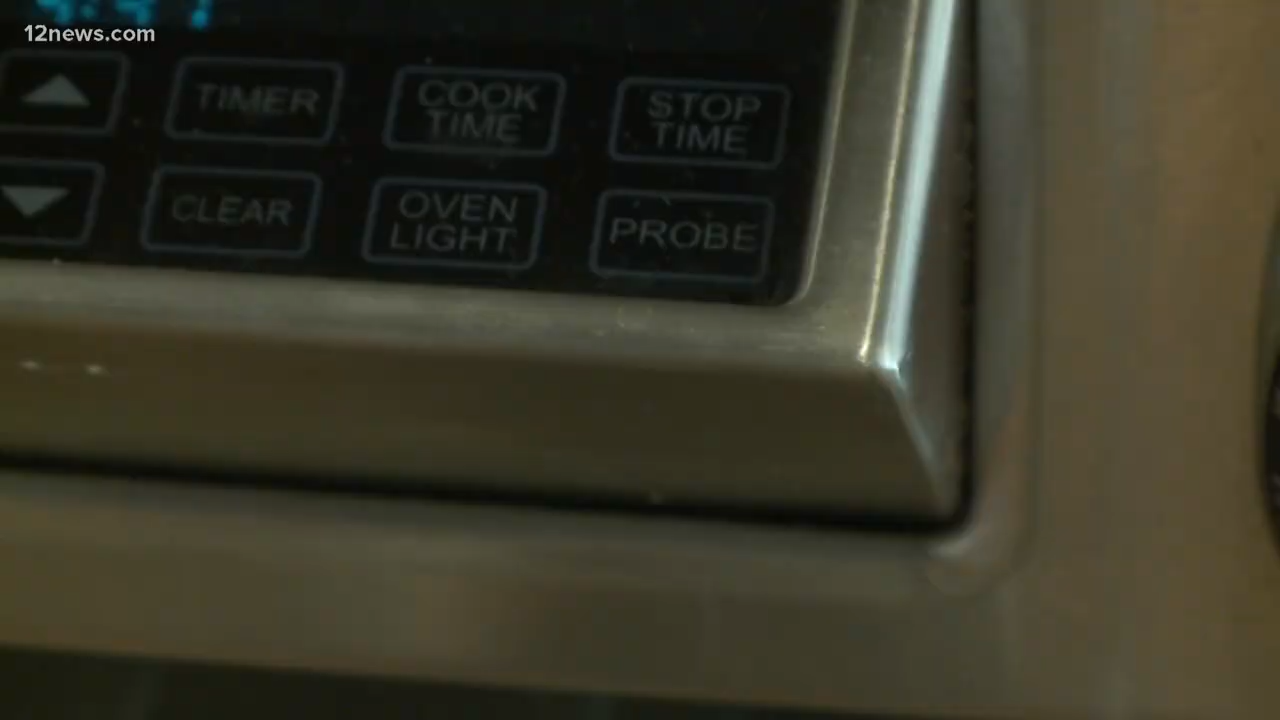 12news.com
TIMER
COOK
TIME
STOP
TIME
CLEAR
OVEN
LIGHT
PROBE